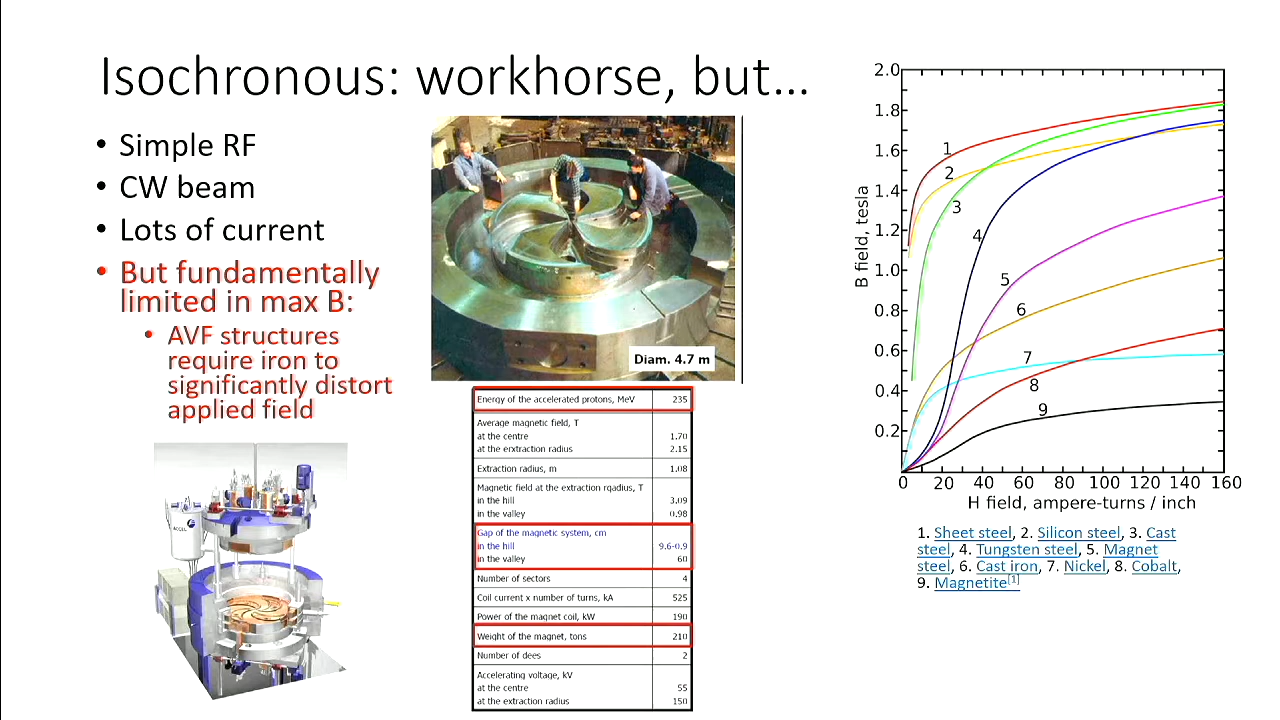 Isochronous: workhorse, but...
• Simple RF
• CW beam
• Lots of current
• But fundamentally
limited in max B:
• AVF structures
require iron to
significantly distort
applied field
Diam. 4.7 m
ACCEL
Energy of the accelerated protons, MeV 235
Average magnetic field, T
at the centre 1.70
at the erxtraction radius 2.15
Extraction radius, m 1.08
Magnetic field at the extraction rqadius, T
in the hill 3.09
in the valley 0.98
Gap of the magnetic system, cm
in the hill 9.6-0.9
in the valley 60
Number of sectors 4
Coil current x number of turns, kA 525
Power of the magnet coil, kW 190
Weight of the magnet, tons 210
Number of dees 2
Accelerating voltage, kV
at the centre 55
at the extraction radius 150
B field, tesla
2.0
1.8
1.6
1.4
1.2
1.0
0.8
0.6
0.4
0.2
1
2
3
4
5
6
7
8
9
0 20 40 60 80 100 120 140 160
H field, ampere-turns / inch
1. Sheet steel, 2. Silicon steel, 3. Cast
steel, 4. Tungsten steel, 5. Magnet
steel, 6. Cast iron, 7. Nickel, 8. Cobalt,
9. Magnetite[1]